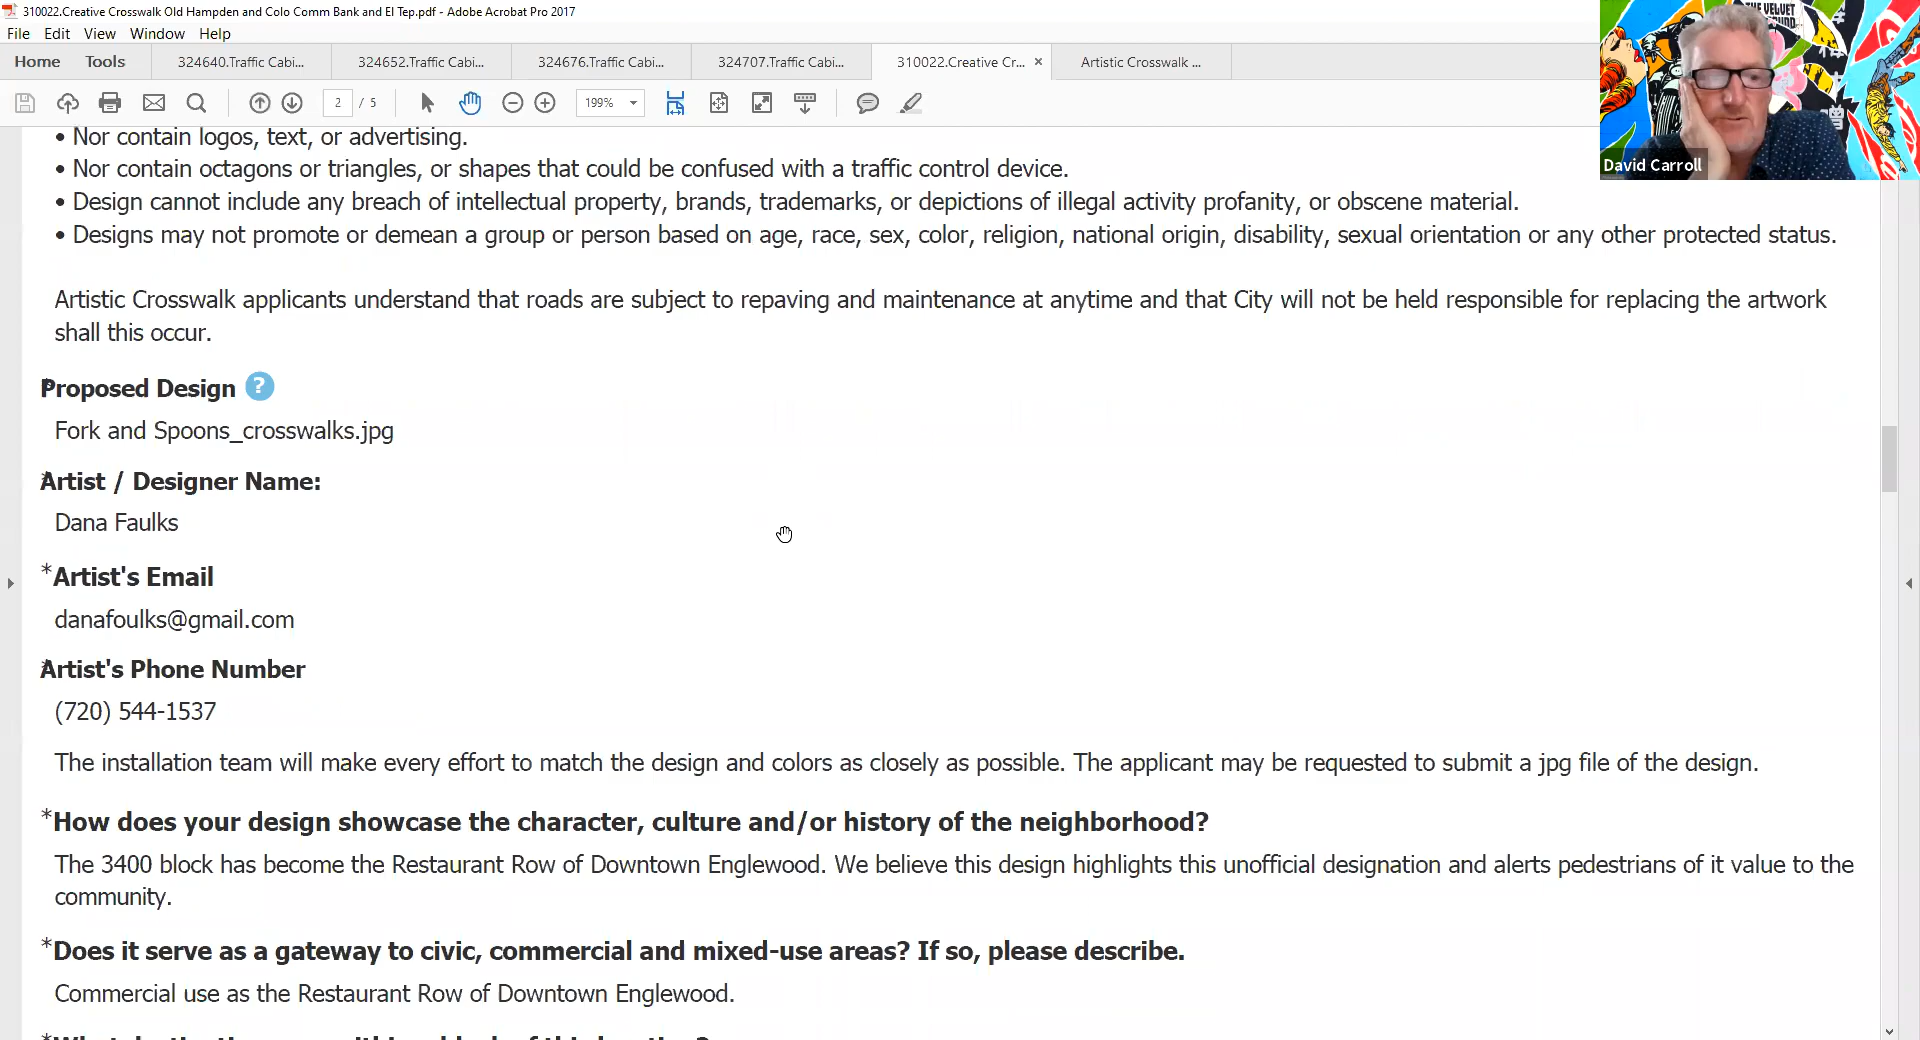 310022.Creative Crosswalk Old Hampden and Colo Comm Bank and El Tep.pdf - Adobe Acrobat Pro 2017
File Edit View Window Help
Home Tools 324640.Traffic Cabi... 324652.Traffic Cabi... 324676.Traffic Cabi... 324707.Traffic Cabi... 310022.Creative Cr... × Artistic Crosswalk ...
2 / 5 199%
THE VELVET
David Carroll
• Nor contain logos, text, or advertising.
• Nor contain octagons or triangles, or shapes that could be confused with a traffic control device.
• Design cannot include any breach of intellectual property, brands, trademarks, or depictions of illegal activity profanity, or obscene material.
• Designs may not promote or demean a group or person based on age, race, sex, color, religion, national origin, disability, sexual orientation or any other protected status.
Artistic Crosswalk applicants understand that roads are subject to repaving and maintenance at anytime and that City will not be held responsible for replacing the artwork
shall this occur.
*Proposed Design ?
Fork and Spoons_crosswalks.jpg
*Artist / Designer Name:
Dana Faulks
*Artist's Email
danafoulks@gmail.com
*Artist's Phone Number
(720) 544-1537
The installation team will make every effort to match the design and colors as closely as possible. The applicant may be requested to submit a jpg file of the design.
*How does your design showcase the character, culture and/or history of the neighborhood?
The 3400 block has become the Restaurant Row of Downtown Englewood. We believe this design highlights this unofficial designation and alerts pedestrians of it value to the
community.
*Does it serve as a gateway to civic, commercial and mixed-use areas? If so, please describe.
Commercial use as the Restaurant Row of Downtown Englewood.